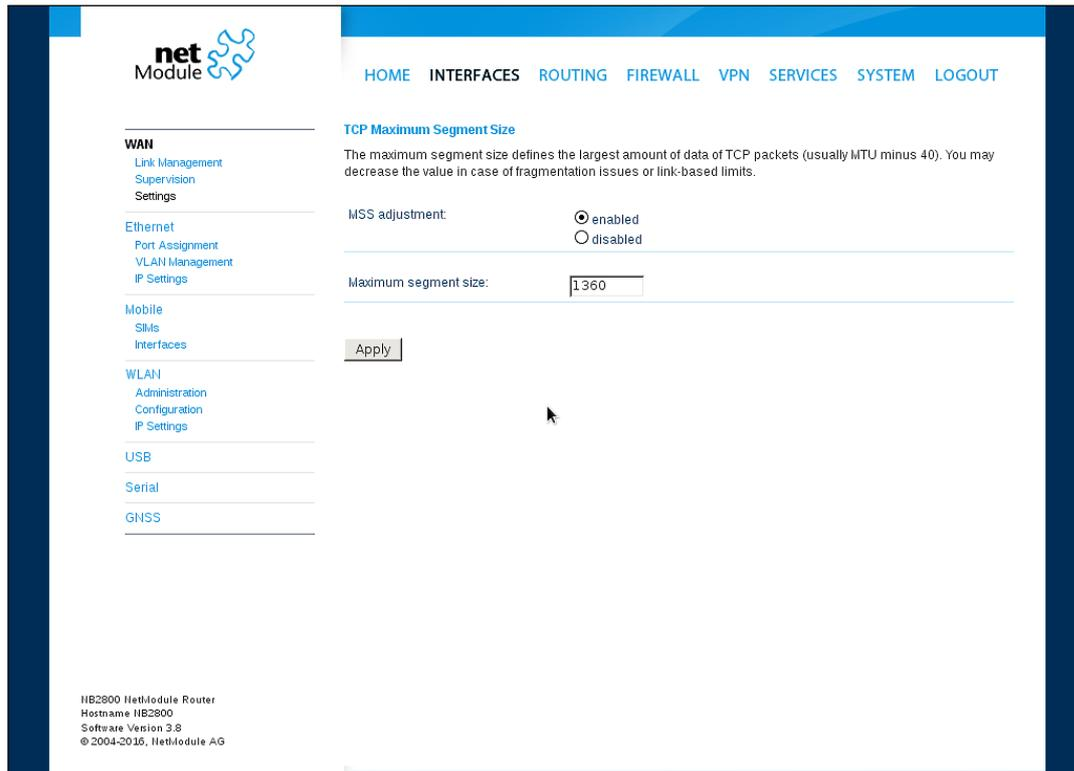 net
Module
HOME INTERFACES ROUTING FIREWALL VPN SERVICES SYSTEM LOGOUT
WAN
Link Management
Supervision
Settings
Ethernet
Port Assignment
VLAN Management
IP Settings
Mobile
SIMs
Interfaces
WLAN
Administration
Configuration
IP Settings
USB
Serial
GNSS
TCP Maximum Segment Size
The maximum segment size defines the largest amount of data of TCP packets (usually MTU minus 40). You may
decrease the value in case of fragmentation issues or link-based limits.
MSS adjustment:
enabled
disabled
Maximum segment size: 1360
Apply
NB2800 NetModule Router
Hostname NB2800
Software Version 3.8
© 2004-2016, NetModule AG